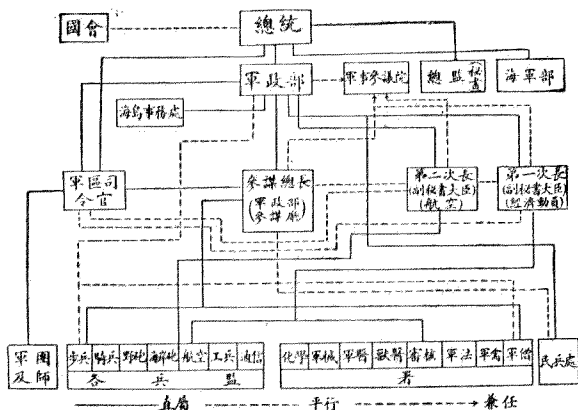 國會
總統
軍政部
軍事參議院
總監
(秘書)
海軍部
海島事務處
軍區司
令官
參謀總長
(軍政部
參謀廳)
第二次長
(副秘書大臣)
(航空)
第一次長
(副秘書大臣)
(經濟動員)
軍團
及師
步兵 騎兵 野砲 海岸砲 航空 工兵 通信
各 兵 監
化學 軍械 軍醫 獸醫 審核 軍法 軍需
署
民兵處
直屬 平行 兼任